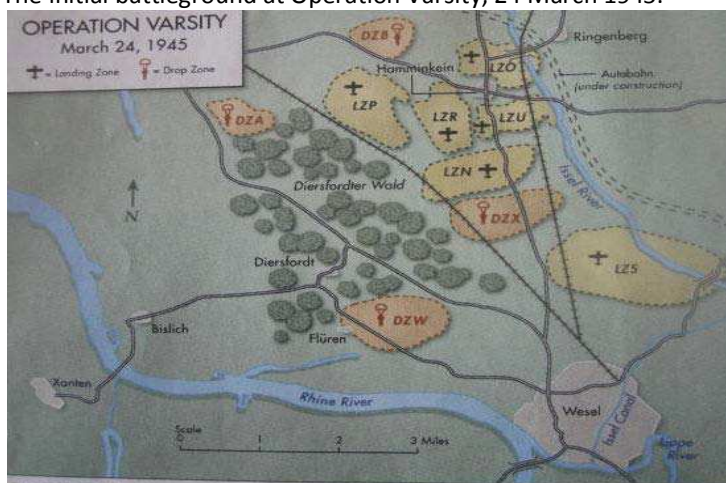 The initial battleground at Operation Varsity, 24 March 1945:
OPERATION VARSITY
March 24, 1945
= Landing Zone = Drop Zone
DZB
Ringenberg
LZO
Hamminkeln
Autobahn
(under construction)
LZP
LZR
LZU
DZA
LZN
Issel River
Diersfordter Wald
N
DZX
Diersfordt
LZS
Bislich
DZW
Flüren
Xanten
Rhine River
Wesel
Issel Canal
Lippe
River
Scale
0 1 2 3 Miles